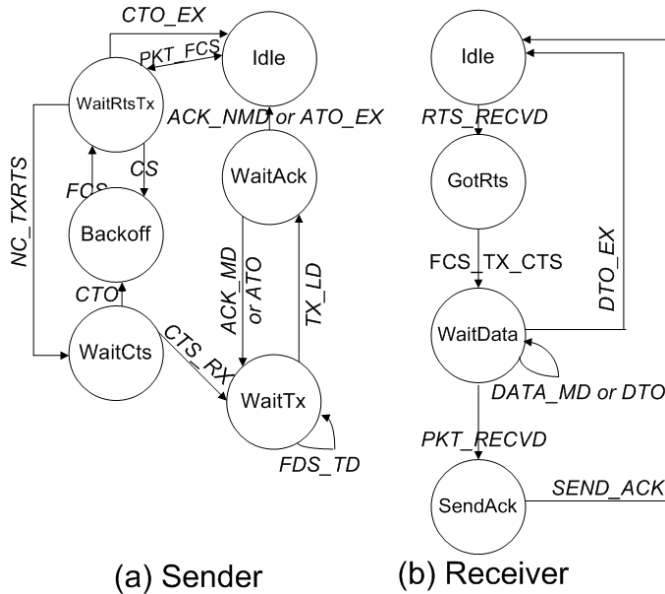 CTO_EX
PKT_FCS
Idle
WaitRtsTx
ACK_NMD or ATO_EX
CS
WaitAck
FCS
NC_TXRTS
Backoff
ACK_MD
or ATO
TX_LD
CTO
WaitCts
CTS_RX
WaitTx
FDS_TD
(a) Sender
Idle
RTS_RECVD
GotRts
FCS_TX_CTS
DTO_EX
WaitData
DATA_MD or DTO
PKT_RECVD
SEND_ACK
SendAck
(b) Receiver